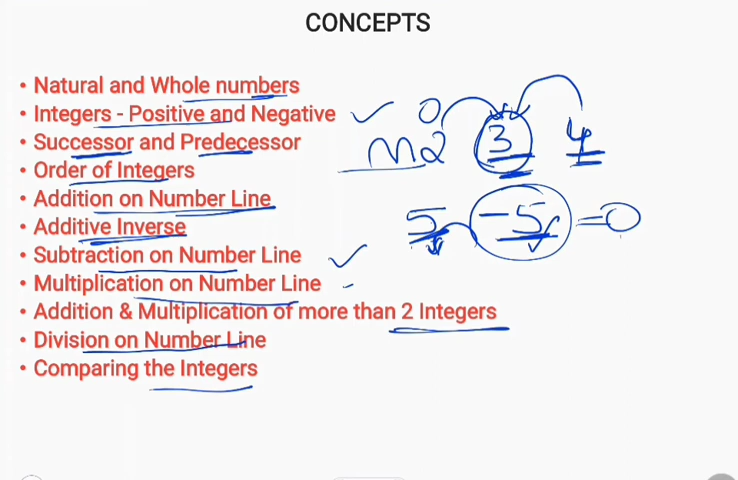 CONCEPTS
• Natural and Whole numbers
• Integers - Positive and Negative
• Successor and Predecessor
• Order of Integers
• Addition on Number Line
• Additive Inverse
• Subtraction on Number Line
• Multiplication on Number Line
• Addition & Multiplication of more than 2 Integers
• Division on Number Line
• Comparing the Integers
0
2 3 4
5 -5 = 0